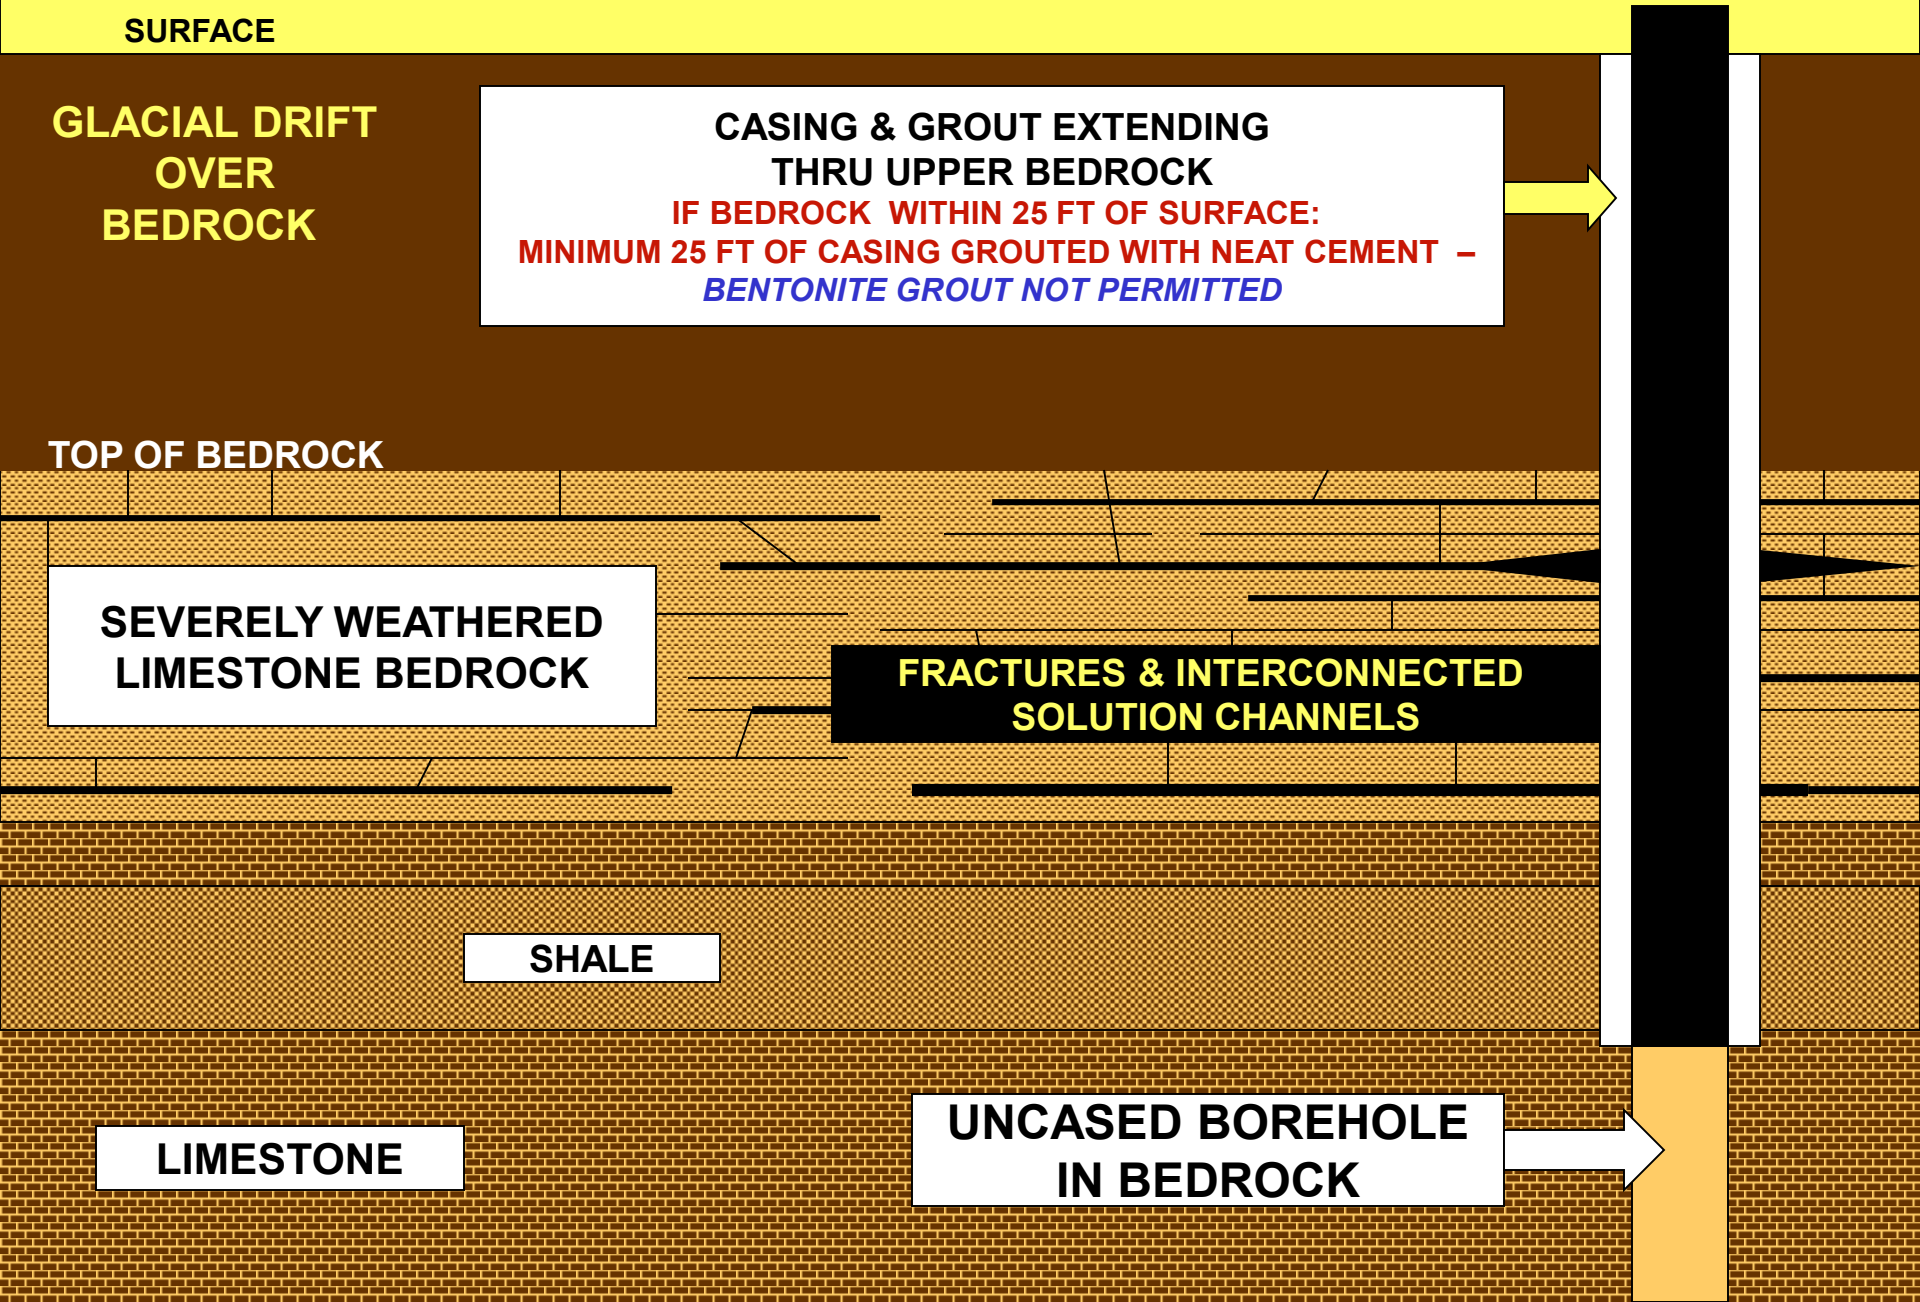 SURFACE
GLACIAL DRIFT
OVER
BEDROCK
CASING & GROUT EXTENDING
THRU UPPER BEDROCK
IF BEDROCK WITHIN 25 FT OF SURFACE:
MINIMUM 25 FT OF CASING GROUTED WITH NEAT CEMENT –
BENTONITE GROUT NOT PERMITTED
TOP OF BEDROCK
SEVERELY WEATHERED
LIMESTONE BEDROCK
FRACTURES & INTERCONNECTED
SOLUTION CHANNELS
SHALE
LIMESTONE
UNCASED BOREHOLE
IN BEDROCK